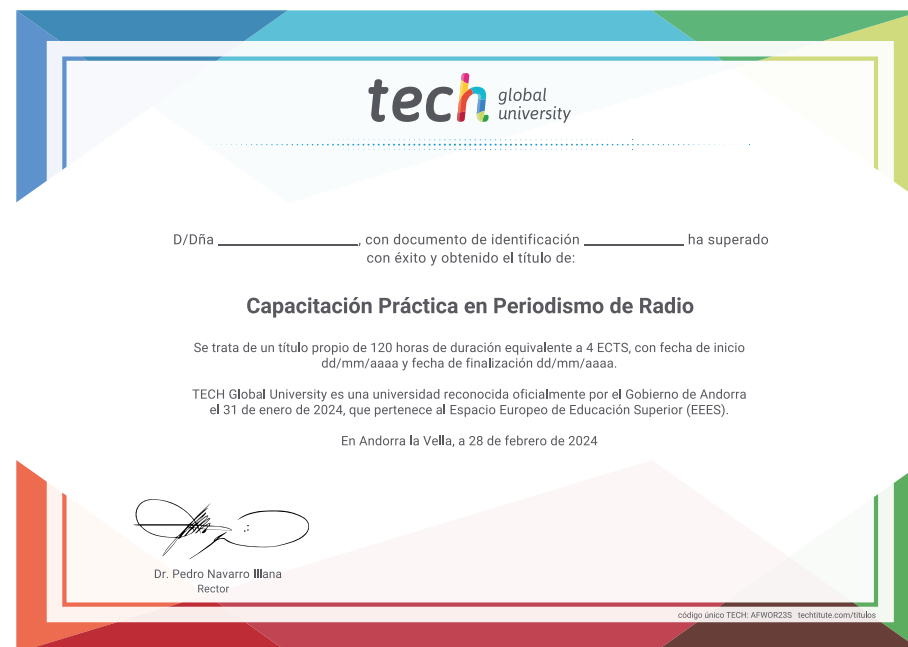 tech global
university
D/Dña ________________, con documento de identificación ____________ ha superado
con éxito y obtenido el título de:
Capacitación Práctica en Periodismo de Radio
Se trata de un título propio de 120 horas de duración equivalente a 4 ECTS, con fecha de inicio
dd/mm/aaaa y fecha de finalización dd/mm/aaaa.
TECH Global University es una universidad reconocida oficialmente por el Gobierno de Andorra
el 31 de enero de 2024, que pertenece al Espacio Europeo de Educación Superior (EEES).
En Andorra la Vella, a 28 de febrero de 2024
Dr. Pedro Navarro Illana
Rector
código único TECH: AFWOR23S techtitute.com/titulos